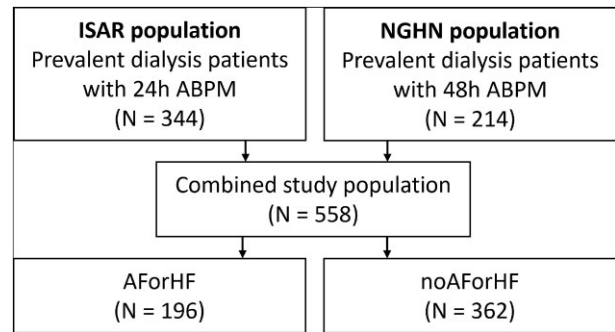 ISAR population
Prevalent dialysis patients
with 24h ABPM
(N = 344)
NGHN population
Prevalent dialysis patients
with 48h ABPM
(N = 214)
Combined study population
(N = 558)
AForHF
(N = 196)
noAForHF
(N = 362)